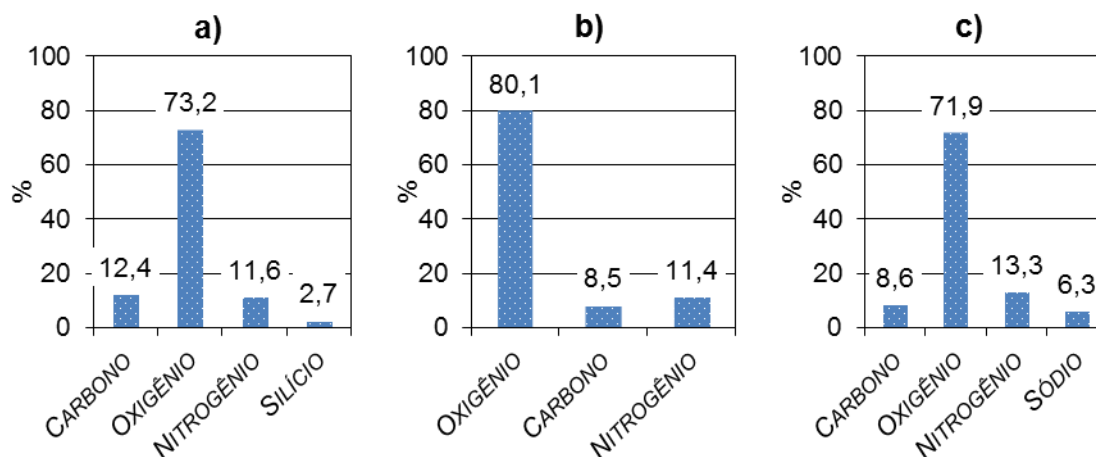 a)
100
80
60
40
20
0
%
12,4
73,2
11,6
2,7
CARBONO
OXIGÊNIO
NITROGÊNIO
SILÍCIO
b)
100
80
60
40
20
0
%
80,1
8,5
11,4
OXIGÊNIO
CARBONO
NITROGÊNIO
c)
100
80
60
40
20
0
%
8,6
71,9
13,3
6,3
CARBONO
OXIGÊNIO
NITROGÊNIO
SÓDIO